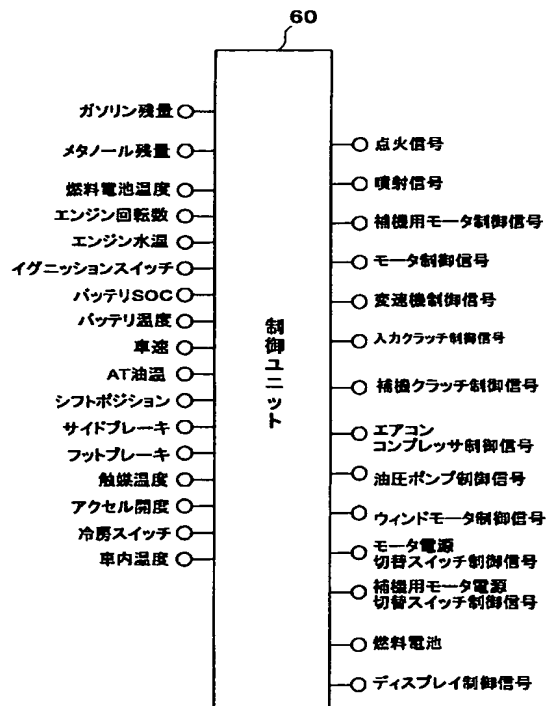 60
ガソリン残量
メタノール残量
燃料電池温度
エンジン回転数
エンジン水温
イグニッションスイッチ
バッテリSOC
バッテリ温度
車速
AT油温
シフトポジション
サイドブレーキ
フットブレーキ
触媒温度
アクセル開度
冷房スイッチ
車内温度
制御ユニット
点火信号
噴射信号
補機用モータ制御信号
モータ制御信号
変速機制御信号
入力クラッチ制御信号
補機クラッチ制御信号
エアコン
コンプレッサ制御信号
油圧ポンプ制御信号
ウィンドモータ制御信号
モータ電源
切替スイッチ制御信号
補機用モータ電源
切替スイッチ制御信号
燃料電池
ディスプレイ制御信号